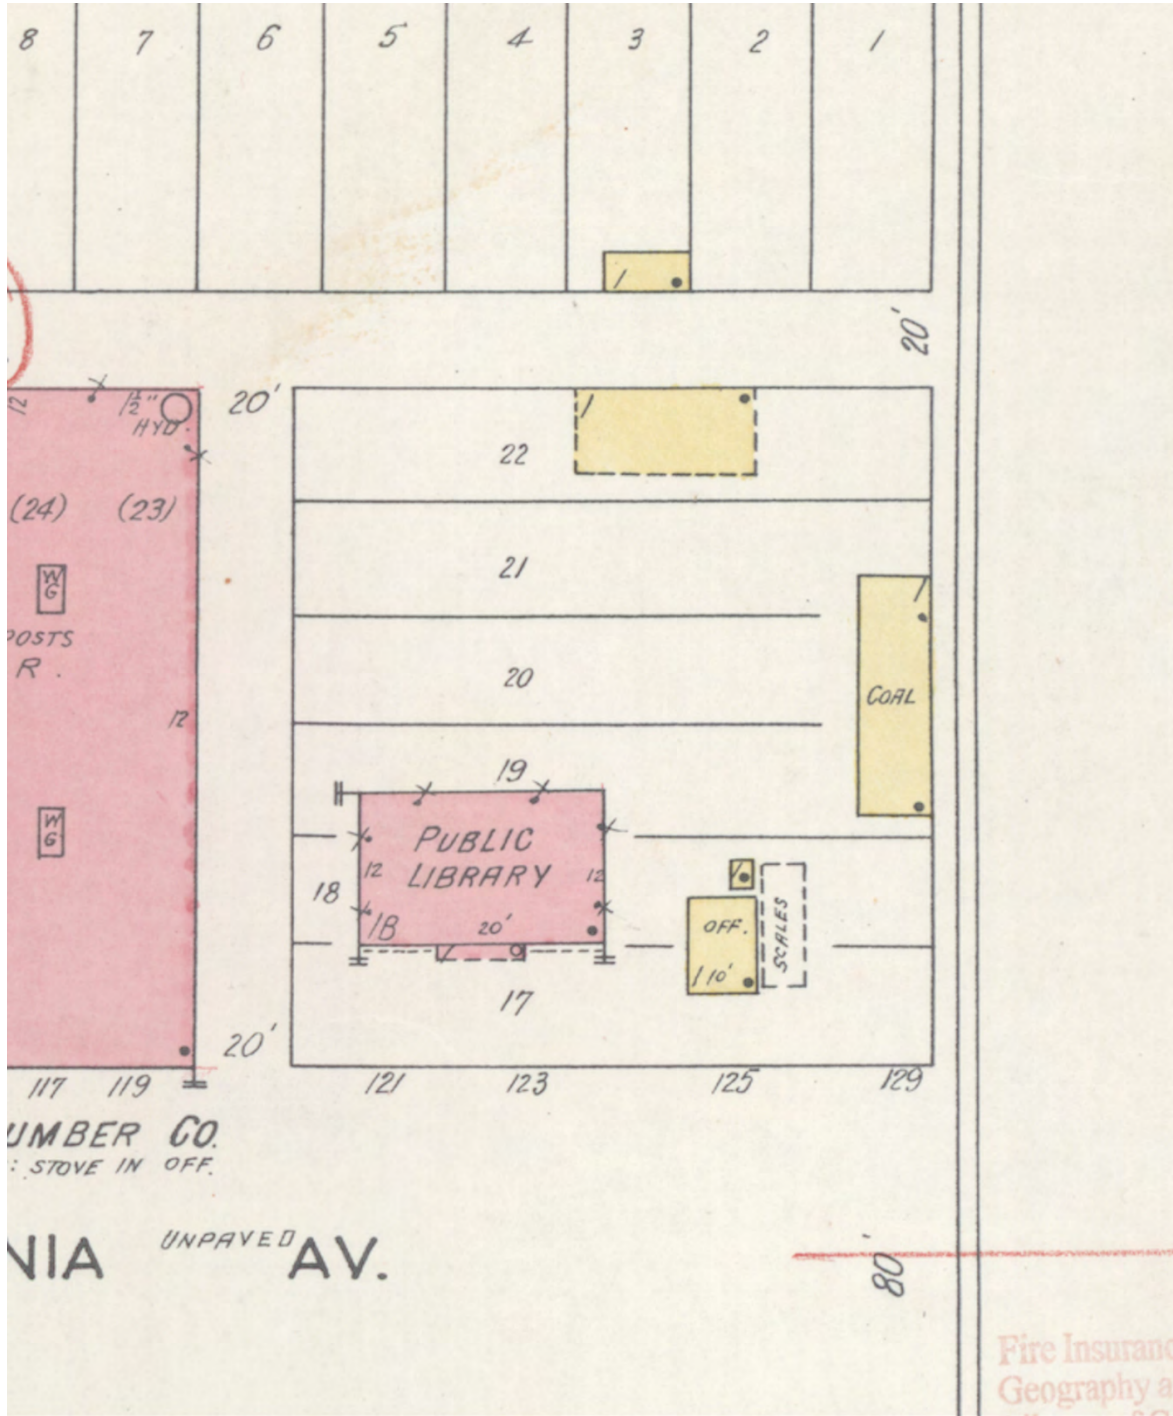 8 7 6 5 4 3 2 1
1
20'
12 1½" HYD. 20' 1
22
(24) (23)
W G
21
1
POSTS
R.
20
COAL
12
19
W G
PUBLIC
LIBRARY
12 12
18
1B 20'
OFF.
SCALES
1 10'
17
20'
117 119 121 123 125 129
UMBER CO.
: STOVE IN OFF.
NIA UNPAVED AV.
80'
Fire Insuranc
Geography a